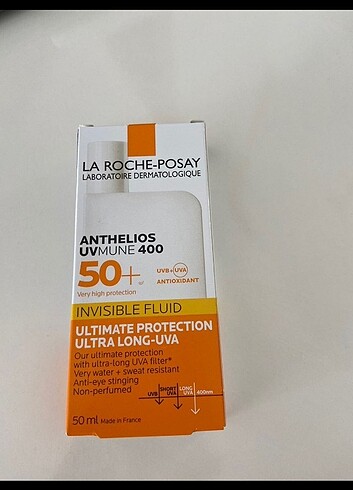 LA ROCHE-POSAY
LABORATOIRE DERMATOLOGIQUE
ANTHELIOS
UVMUNE 400
50+
Very high protection
UVB+UVA
ANTIOXIDANT
INVISIBLE FLUID
ULTIMATE PROTECTION
ULTRA LONG-UVA
Our ultimate protection
with ultra-long UVA filter*
Very water + sweat resistant
Anti-eye stinging
Non-perfumed
UVB
SHORT UVA
LONG UVA
400nm
50 ml Made in France